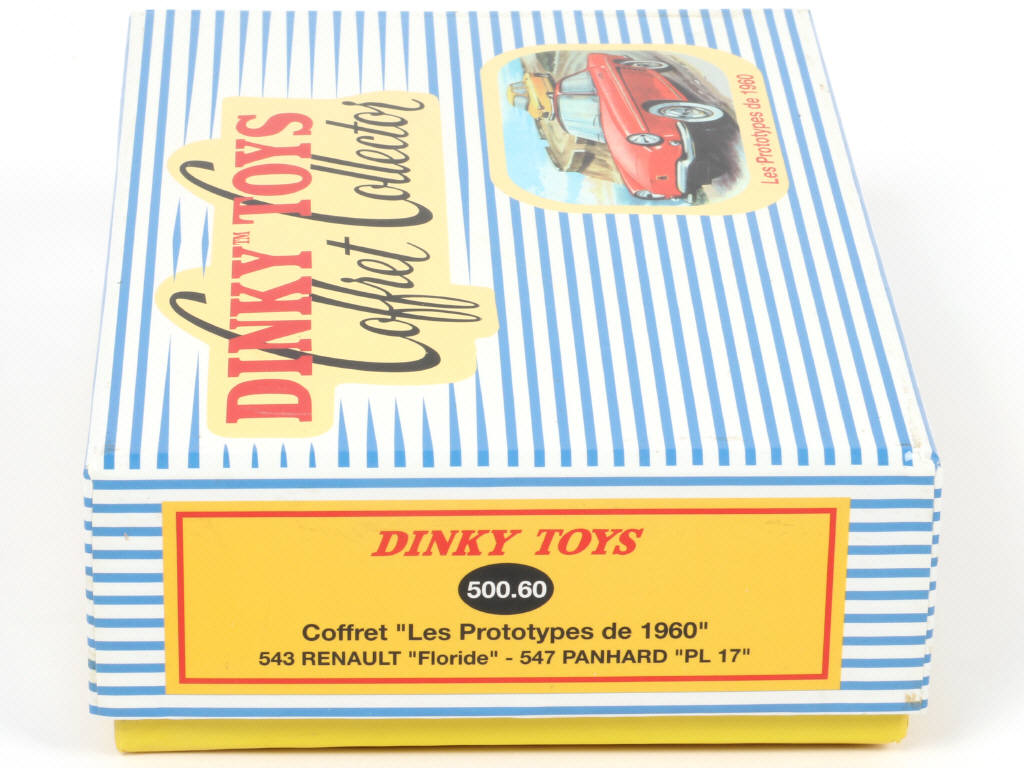 DINKY TOYS™
Coffret Collector
Les Prototypes de 1960
DINKY TOYS
500.60
Coffret "Les Prototypes de 1960"
543 RENAULT "Floride" - 547 PANHARD "PL 17"